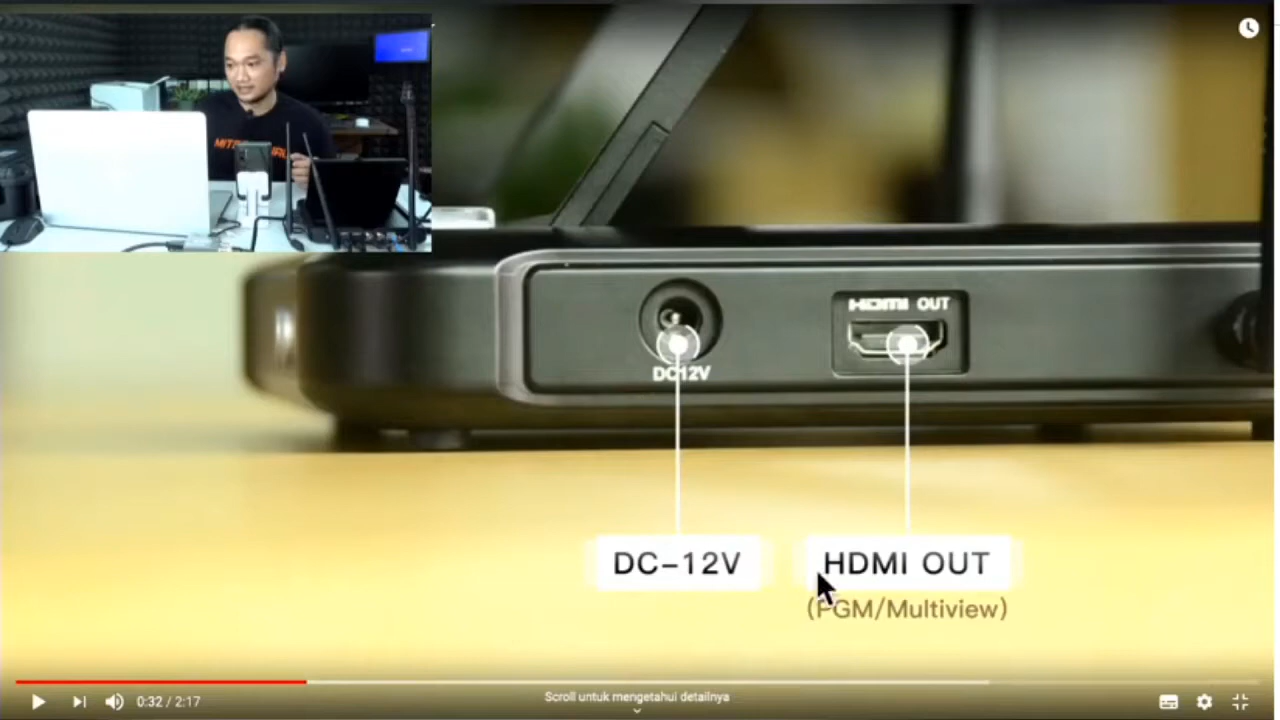 HDMI OUT
DC12V
DC-12V
HDMI OUT
(PGM/Multiview)
0:32 / 2:17
Scroll untuk mengetahui detailnya